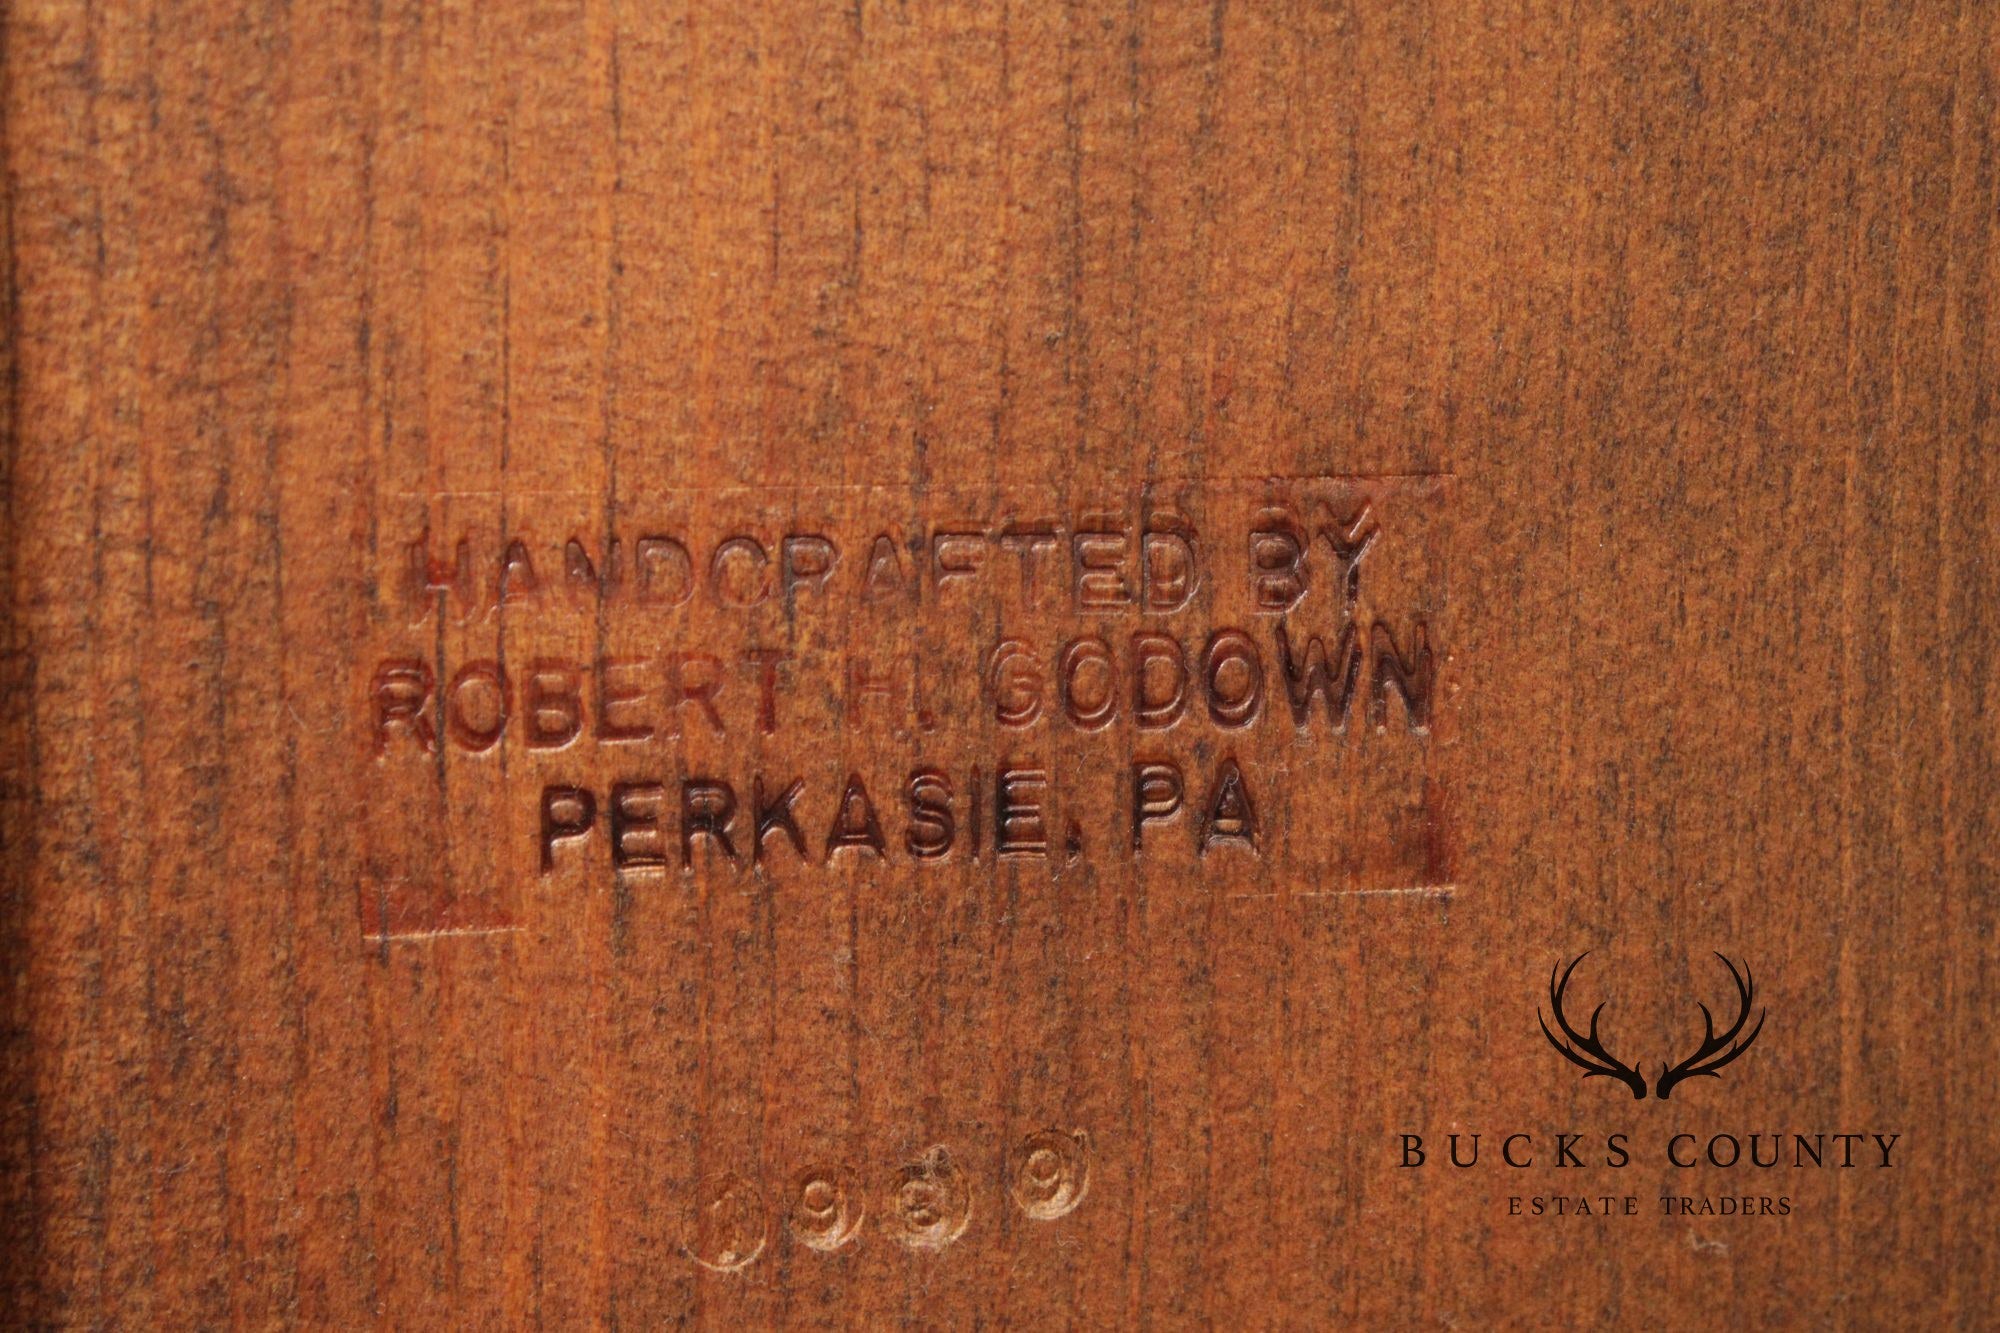 HANDCRAFTED BY
ROBERT H. GODOWN
PERKASIE, PA
1989
BUCKS COUNTY
ESTATE TRADERS